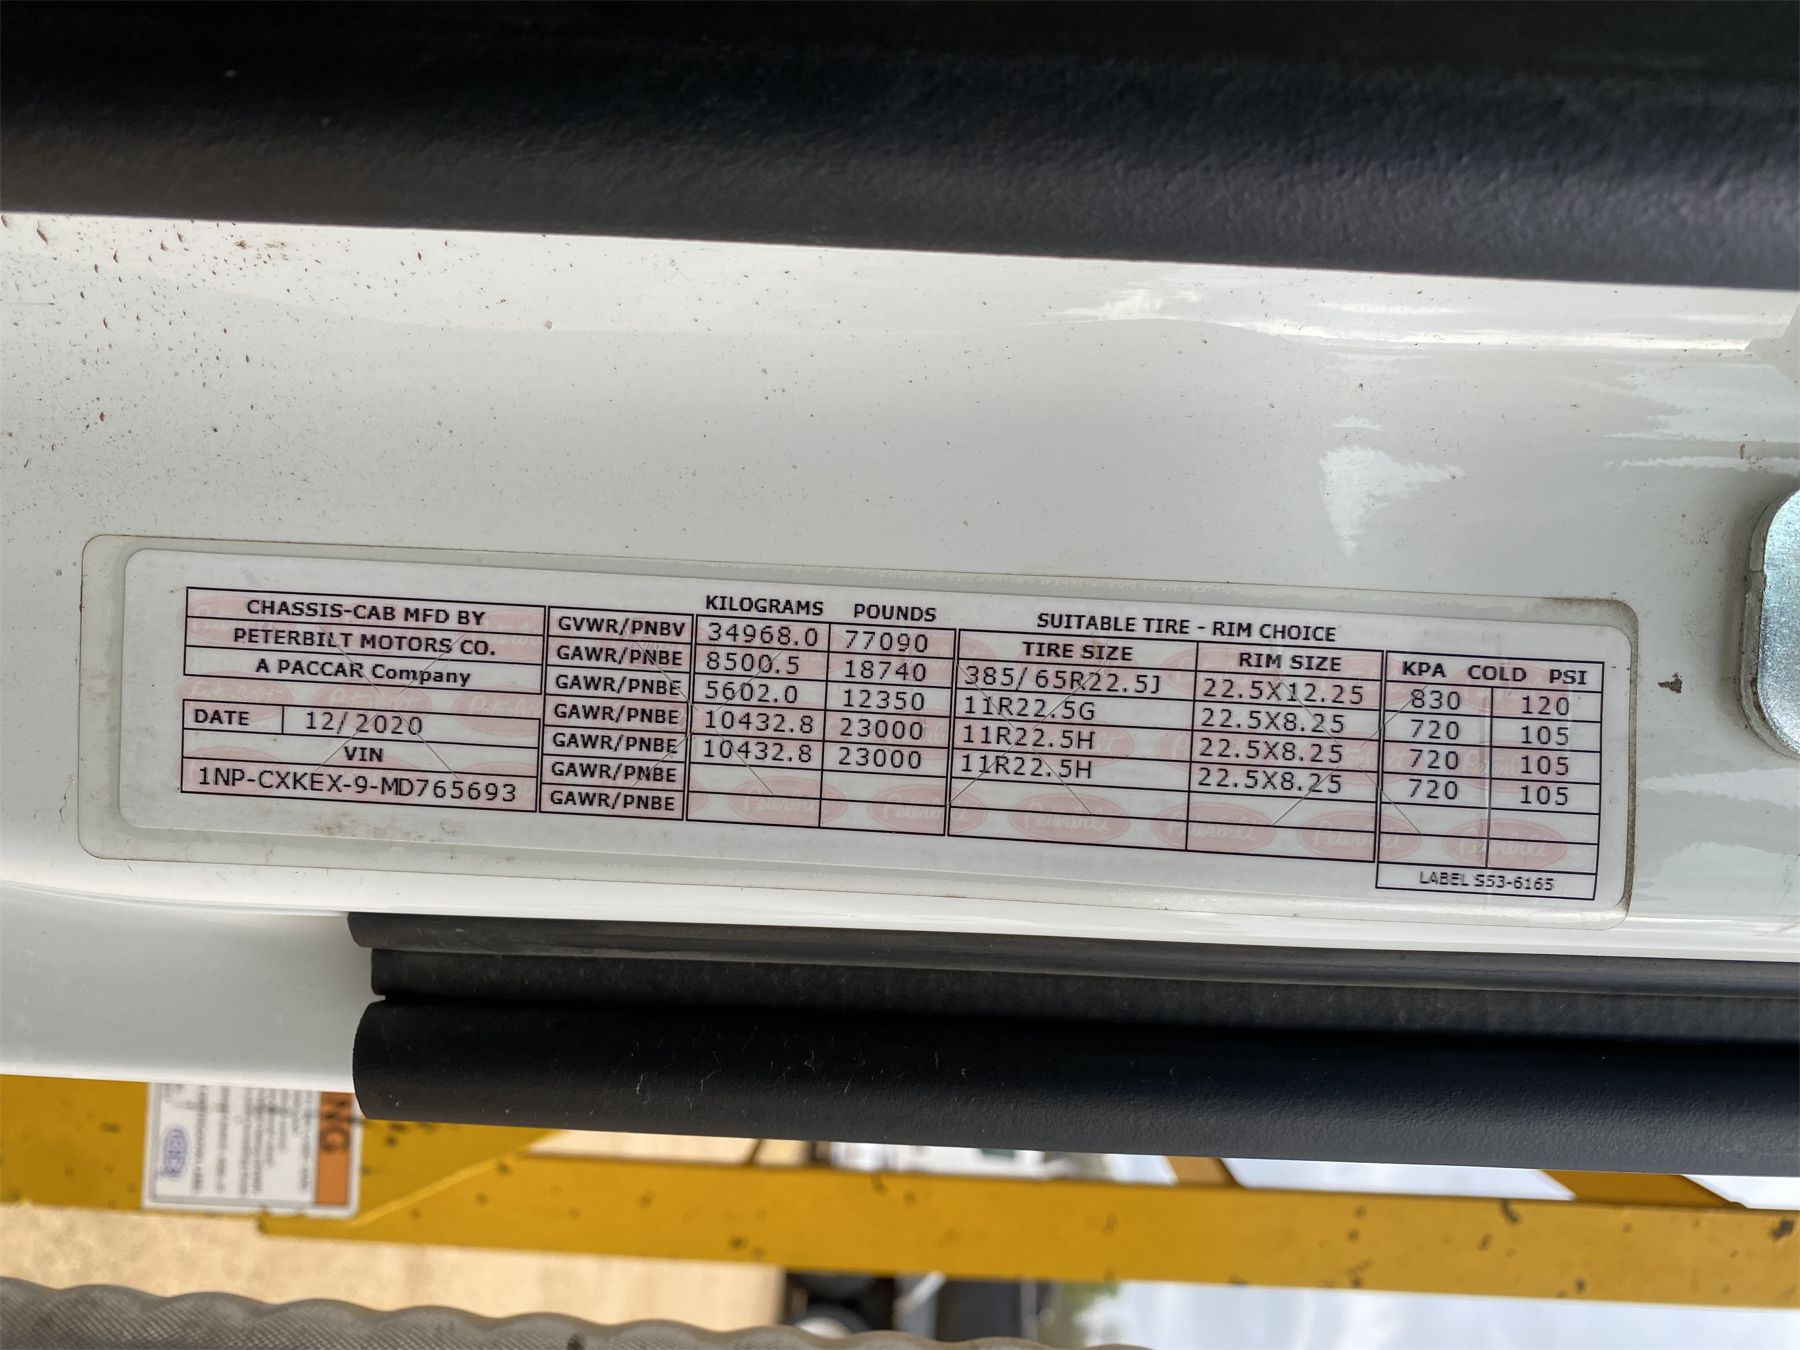 CHASSIS-CAB MFD BY
PETERBILT MOTORS CO.
A PACCAR Company
DATE 12/2020
VIN
1NP-CXKEX-9-MD765693
KILOGRAMS POUNDS
GVWR/PNBV 34968.0 77090
GAWR/PNBE 8500.5 18740
GAWR/PNBE 5602.0 12350
GAWR/PNBE 10432.8 23000
GAWR/PNBE 10432.8 23000
GAWR/PNBE
GAWR/PNBE
SUITABLE TIRE - RIM CHOICE
TIRE SIZE RIM SIZE KPA COLD PSI
385/65R22.5J 22.5X12.25 830 120
11R22.5G 22.5X8.25 720 105
11R22.5H 22.5X8.25 720 105
11R22.5H 22.5X8.25 720 105
LABEL S53-6165
Peterbilt
NG